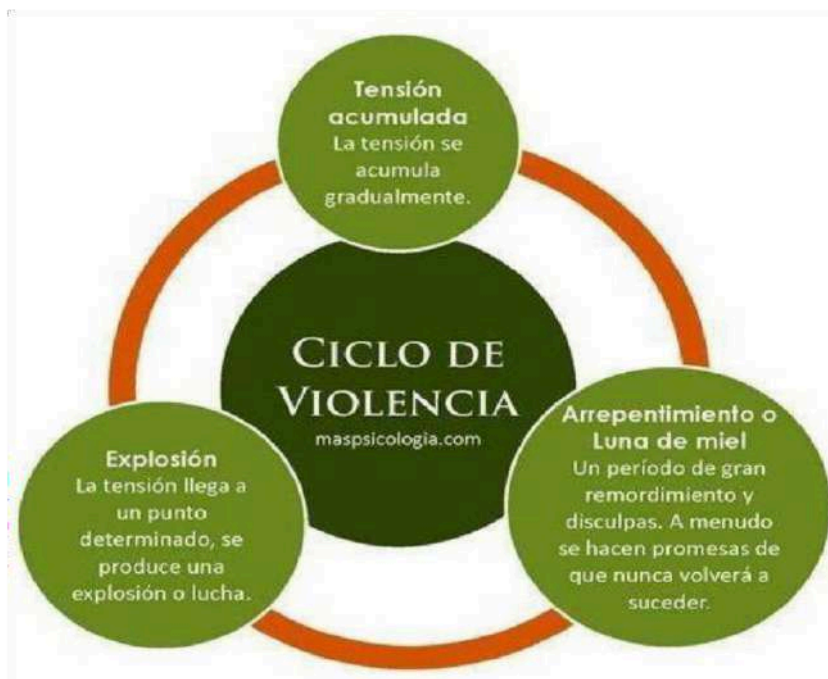 Tensión
acumulada
La tensión se
acumula
gradualmente.
CICLO DE
VIOLENCIA
maspsicologia.com
Arrepentimiento o
Luna de miel
Un período de gran
remordimiento y
disculpas. A menudo
se hacen promesas de
que nunca volverá a
suceder.
Explosión
La tensión llega a
un punto
determinado, se
produce una
explosión o lucha.